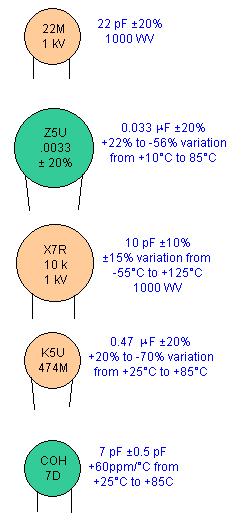 22M
1 kV
22 pF ±20%
1000 WV
Z5U
.0033
± 20%
0.033 µF ±20%
+22% to -56% variation
from +10°C to 85°C
X7R
10 k
1 kV
10 pF ±10%
±15% variation from
-55°C to +125°C
1000 WV
K5U
474M
0.47 µF ±20%
+20% to -70% variation
from +25°C to +85°C
COH
7D
7 pF ±0.5 pF
+60ppm/°C from
+25°C to +85C